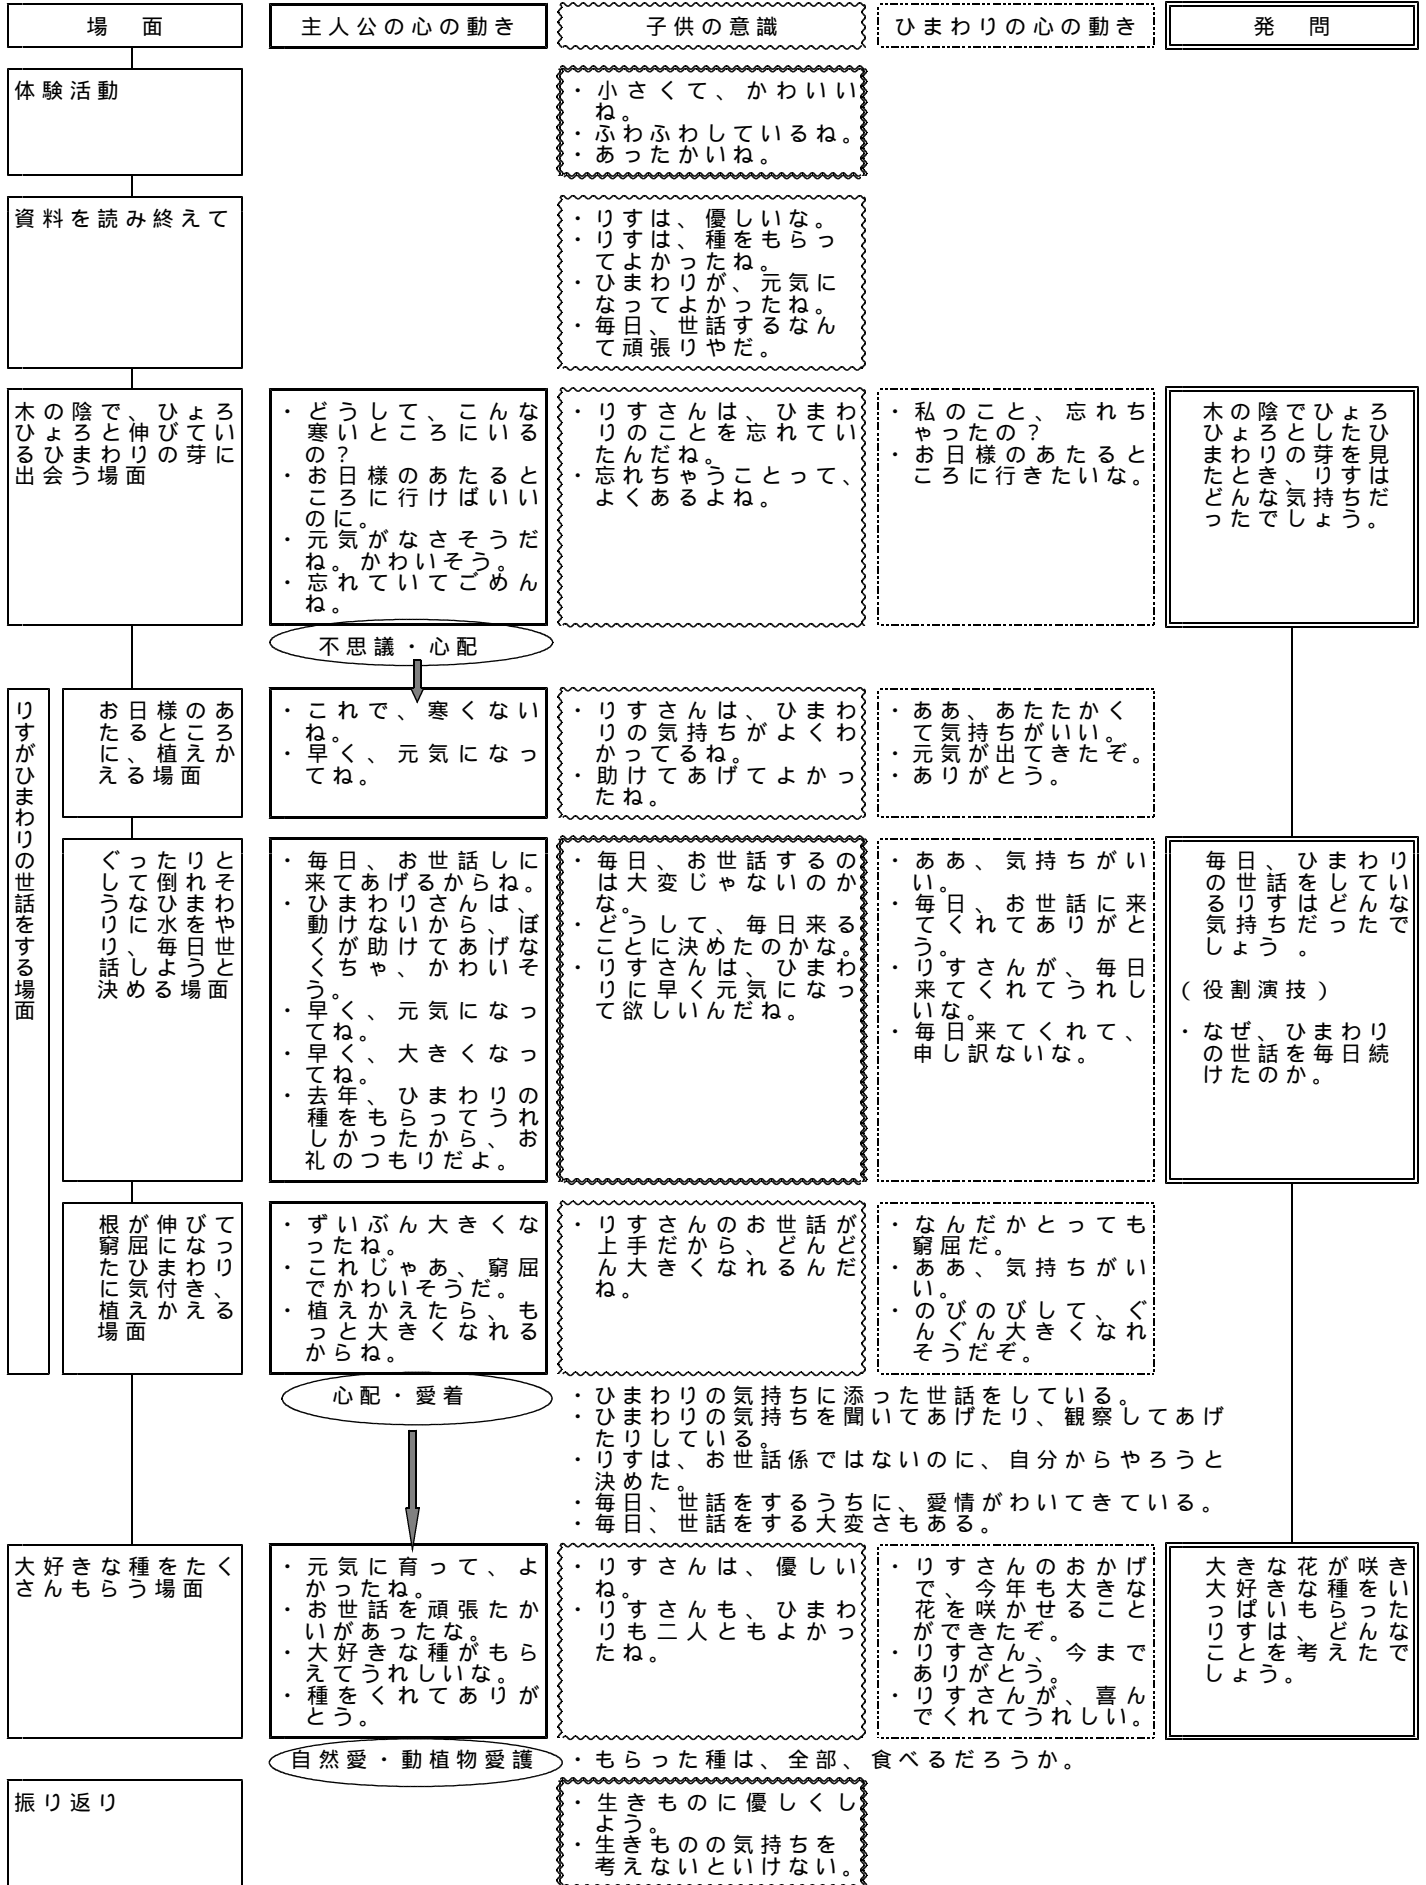 場　面
主人公の心の動き
子供の意識
ひまわりの心の動き
発　問
体験活動
・小さくて、かわいい
ね。
・ふわふわしているね。
・あったかいね。
資料を読み終えて
・りすは、優しいな。
・りすは、種をもらっ
てよかったね。
・ひまわりが、元気に
なってよかったね。
・毎日、世話するなん
て頑張りやだ。
木の陰で、ひょろ
ひょろと伸びてい
るひまわりの芽に
出会う場面
・どうして、こんな
寒いところにいる
の？
・お日様のあたると
ころに行けばいい
のに。
・元気がなさそうだ
ね。かわいそう。
・忘れていてごめん
ね。
・りすさんは、ひまわ
りのことを忘れてい
たんだね。
・忘れちゃうことって、
よくあるよね。
・私のこと、忘れち
ゃったの？
・お日様のあたると
ころに行きたいな。
木の陰でひょろ
ひょろとしたひ
まわりの芽を見
たとき、りすは
どんな気持ちだ
ったでしょう。
不思議・心配
りすがひまわりの世話をする場面
お日様のあ
たるところ
に、植えか
える場面
・これで、寒くない
ね。
・早く、元気になっ
てね。
・りすさんは、ひまわ
りの気持ちがよくわ
かってるね。
・助けてあげてよかっ
たね。
・ああ、あたたかく
て気持ちがいい。
・元気が出てきたぞ。
・ありがとう。
ぐったりと
して倒れそ
うなひまわ
りに水をや
り、毎日世
話しようと
決める場面
・毎日、お世話しに
来てあげるからね。
・ひまわりさんは、
動けないから、ぼ
くが助けてあげな
くちゃ、かわいそ
う。
・早く、元気になっ
てね。
・早く、大きくなっ
てね。
・去年、ひまわりの
種をもらってうれ
しかったから、お
礼のつもりだよ。
・毎日、お世話するの
は大変じゃないのか
な。
・どうして、毎日来る
ことに決めたのかな。
・りすさんは、ひまわ
りに早く元気になっ
て欲しいんだね。
・ああ、気持ちがい
い。
・毎日、お世話に来
てくれてありがと
う。
・りすさんが、毎日
来てくれてうれし
いな。
・毎日来てくれて、
申し訳ないな。
毎日、ひまわり
の世話をしてい
るりすはどんな
気持ちだったで
しょう 。
(役割演技)
・なぜ、ひまわり
の世話を毎日続
けたのか。
根が伸びて
窮屈になっ
たひまわり
に気付き、
植えかえる
場面
・ずいぶん大きくな
ったね。
・これじゃあ、窮屈
でかわいそうだ。
・植えかえたら、も
っと大きくなれる
からね。
・りすさんのお世話が
上手だから、どんど
ん大きくなれるんだ
ね。
・なんだかとっても
窮屈だ。
・ああ、気持ちがい
い。
・のびのびして、ぐ
んぐん大きくなれ
そうだぞ。
心配・愛着
・ひまわりの気持ちに添った世話をしている。
・ひまわりの気持ちを聞いてあげたり、観察してあげ
たりしている。
・りすは、お世話係ではないのに、自分からやろうと
決めた。
・毎日、世話をするうちに、愛情がわいてきている。
・毎日、世話をする大変さもある。
大好きな種をたく
さんもらう場面
・元気に育って、よ
かったね。
・お世話を頑張たか
いがあったな。
・大好きな種がもら
えてうれしいな。
・種をくれてありが
とう。
・りすさんは、優しい
ね。
・りすさんも、ひまわ
りも二人ともよかっ
たね。
・りすさんのおかげ
で、今年も大きな
花を咲かせること
ができたぞ。
・りすさん、今まで
ありがとう。
・りすさんが、喜ん
でくれてうれしい。
大きな花が咲き
大好きな種をい
っぱいもらった
りすは、どんな
ことを考えたで
しょう。
自然愛・動植物愛護
・もらった種は、全部、食べるだろうか。
振り返り
・生きものに優しくし
よう。
・生きものの気持ちを
考えないといけない。